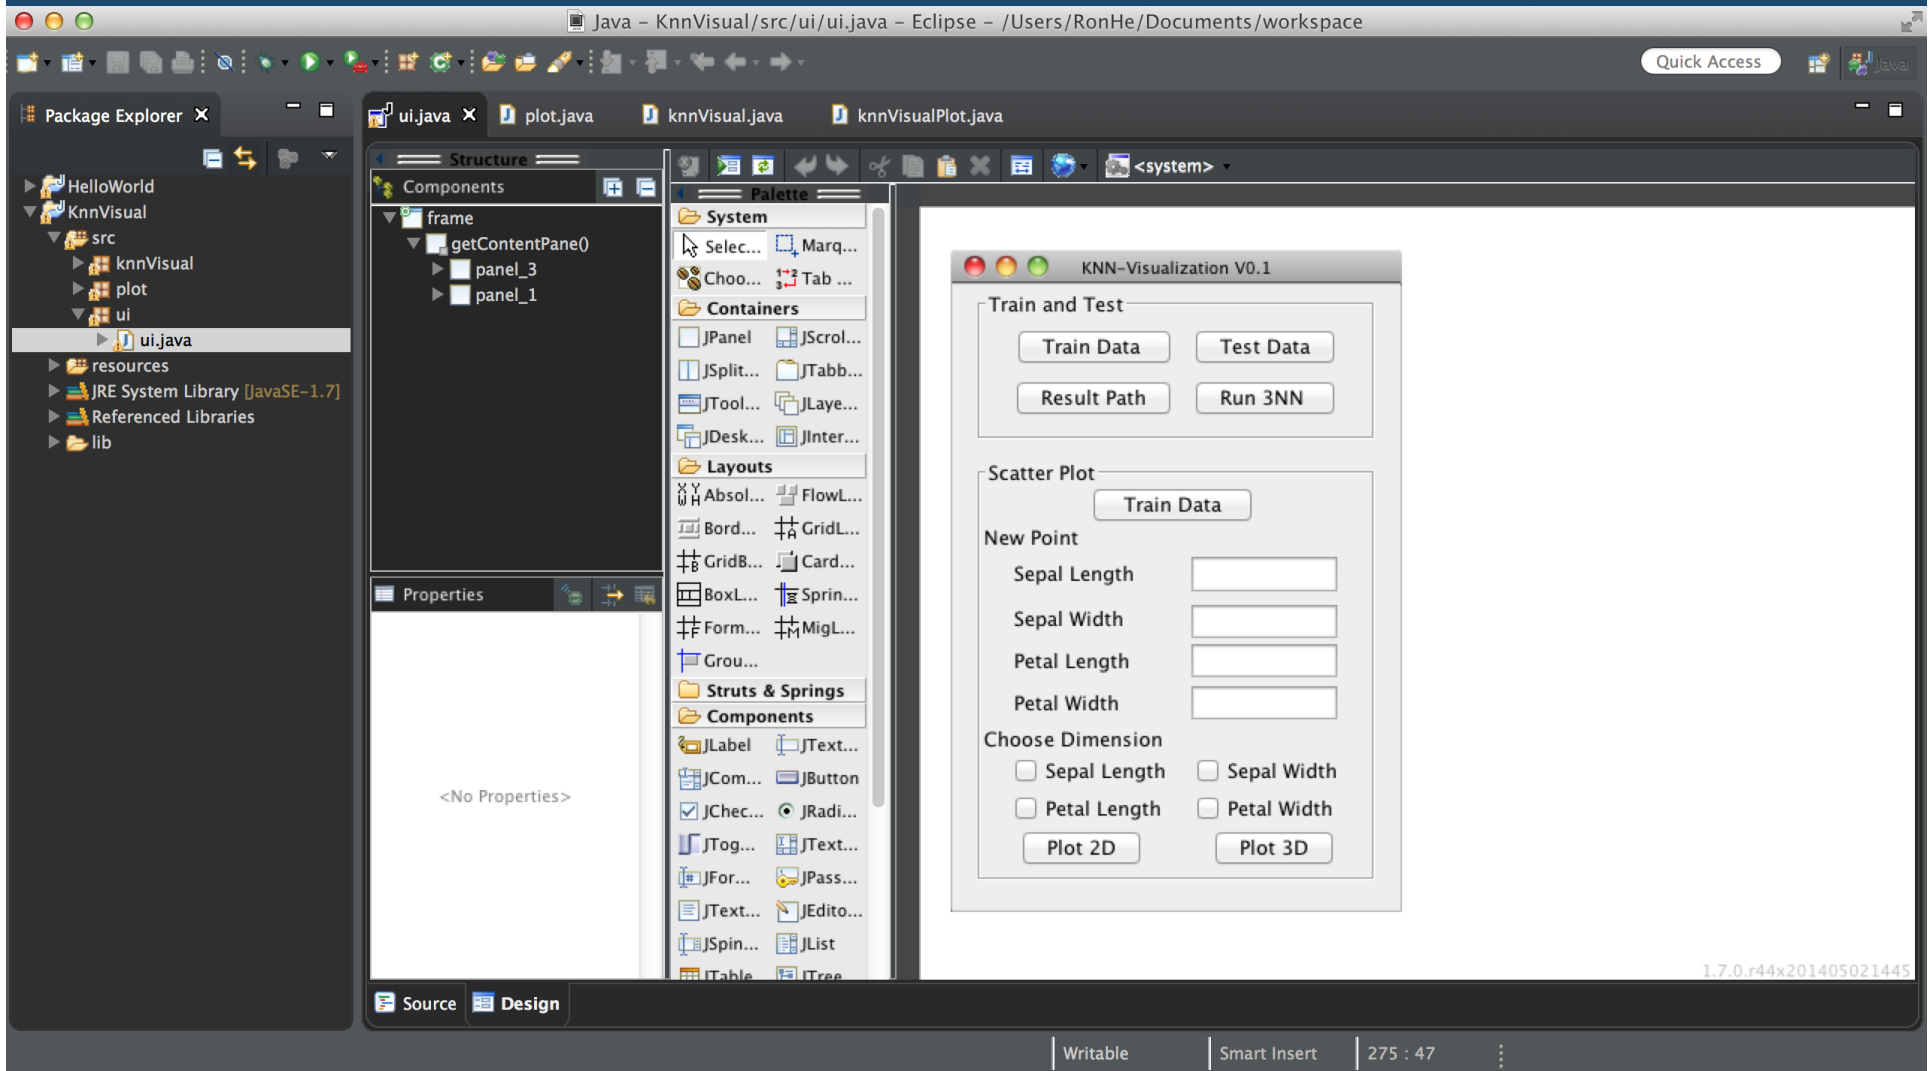 Java – KnnVisual/src/ui/ui.java – Eclipse – /Users/RonHe/Documents/workspace
Quick Access
Java
Package Explorer
ui.java
plot.java
knnVisual.java
knnVisualPlot.java
HelloWorld
KnnVisual
src
knnVisual
plot
ui
ui.java
resources
JRE System Library [JavaSE-1.7]
Referenced Libraries
lib
Structure
Components
frame
getContentPane()
panel_3
panel_1
Properties
<No Properties>
<system>
Palette
System
Selec... Marq...
Choo... Tab ...
Containers
JPanel JScrol...
JSplit... JTabb...
JTool... JLaye...
JDesk... JInter...
Layouts
Absol... FlowL...
Bord... GridL...
GridB... Card...
BoxL... Sprin...
Form... MigL...
Grou...
Struts & Springs
Components
JLabel JText...
JCom... JButton
JChec... JRadi...
JTog... JText...
JFor... JPass...
JText... JEdito...
JSpin... JList
JTable JTree
KNN-Visualization V0.1
Train and Test
Train Data Test Data
Result Path Run 3NN
Scatter Plot
Train Data
New Point
Sepal Length
Sepal Width
Petal Length
Petal Width
Choose Dimension
Sepal Length Sepal Width
Petal Length Petal Width
Plot 2D Plot 3D
1.7.0.r44x201405021445
Source Design
Writable Smart Insert 275 : 47